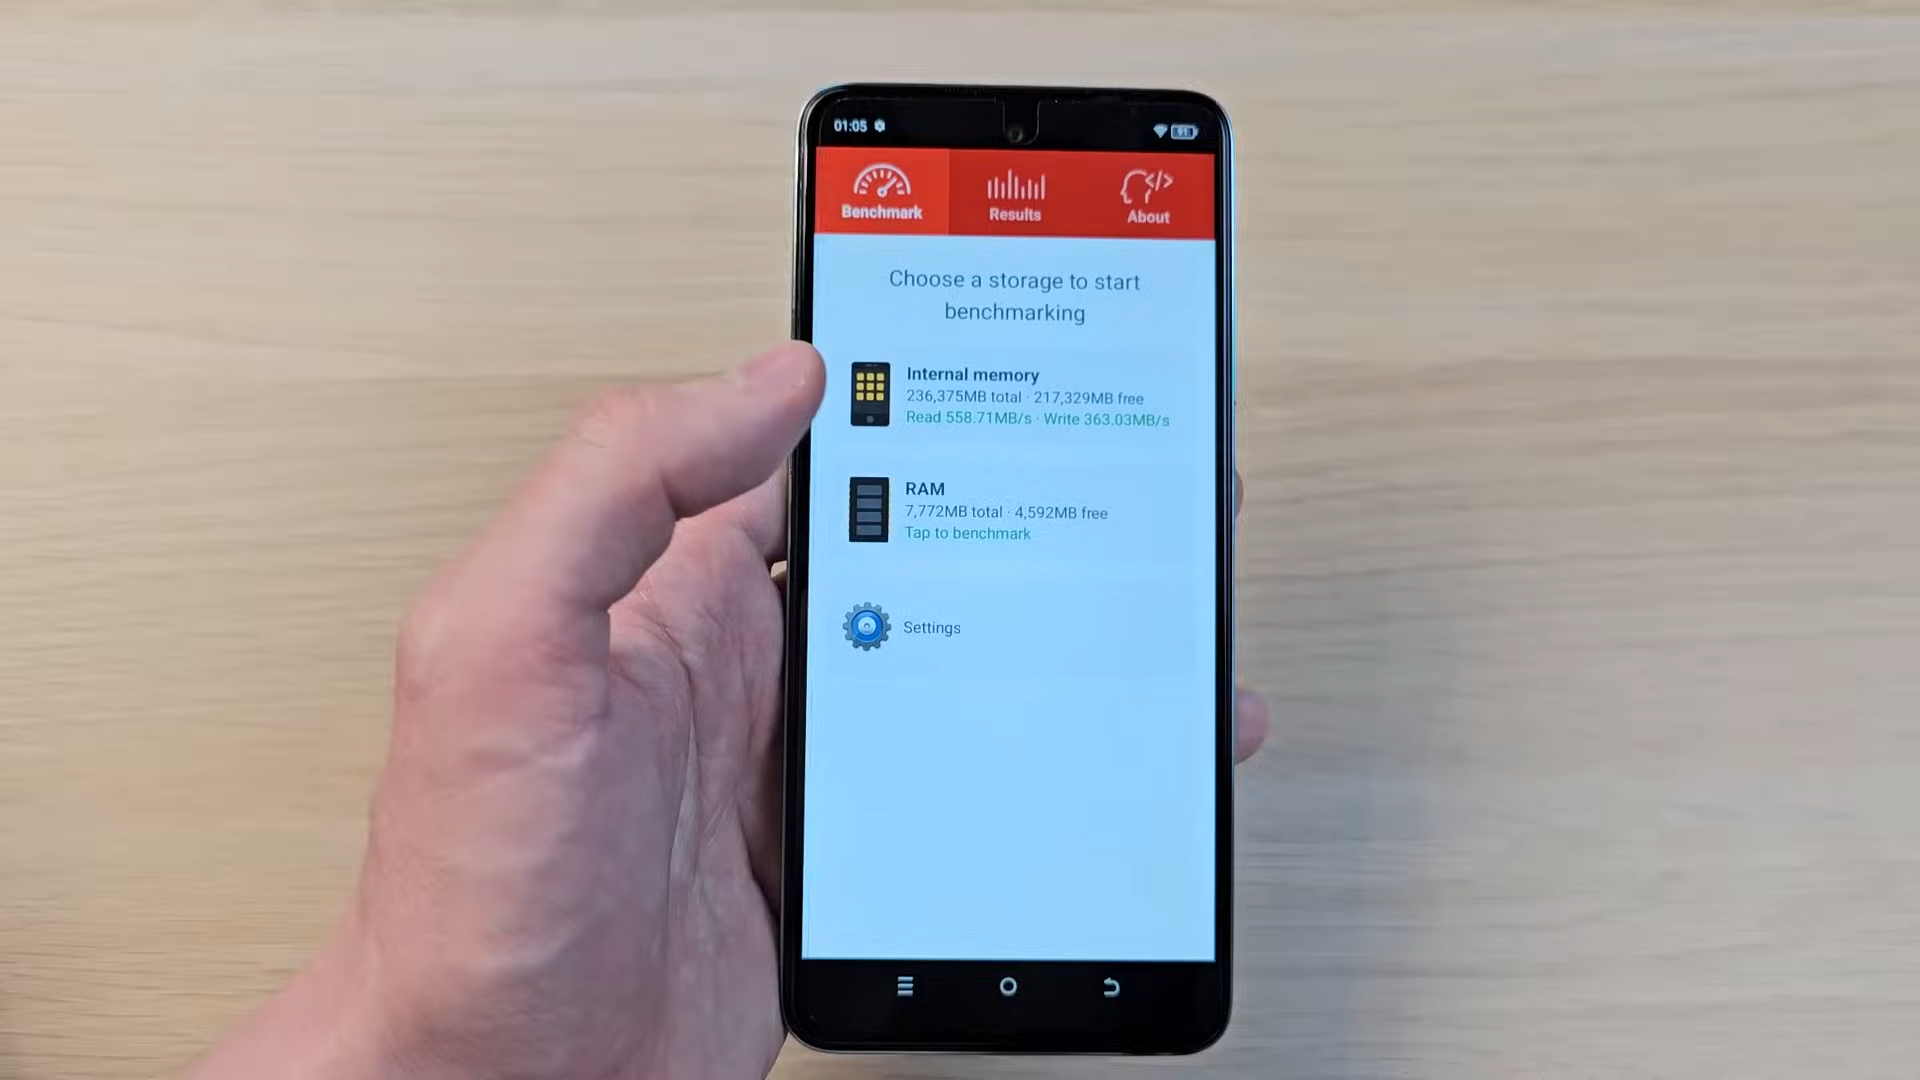 01:05
91
Benchmark
Results
About
Choose a storage to start
benchmarking
Internal memory
236,375MB total · 217,329MB free
Read 558.71MB/s · Write 363.03MB/s
RAM
7,772MB total · 4,592MB free
Tap to benchmark
Settings